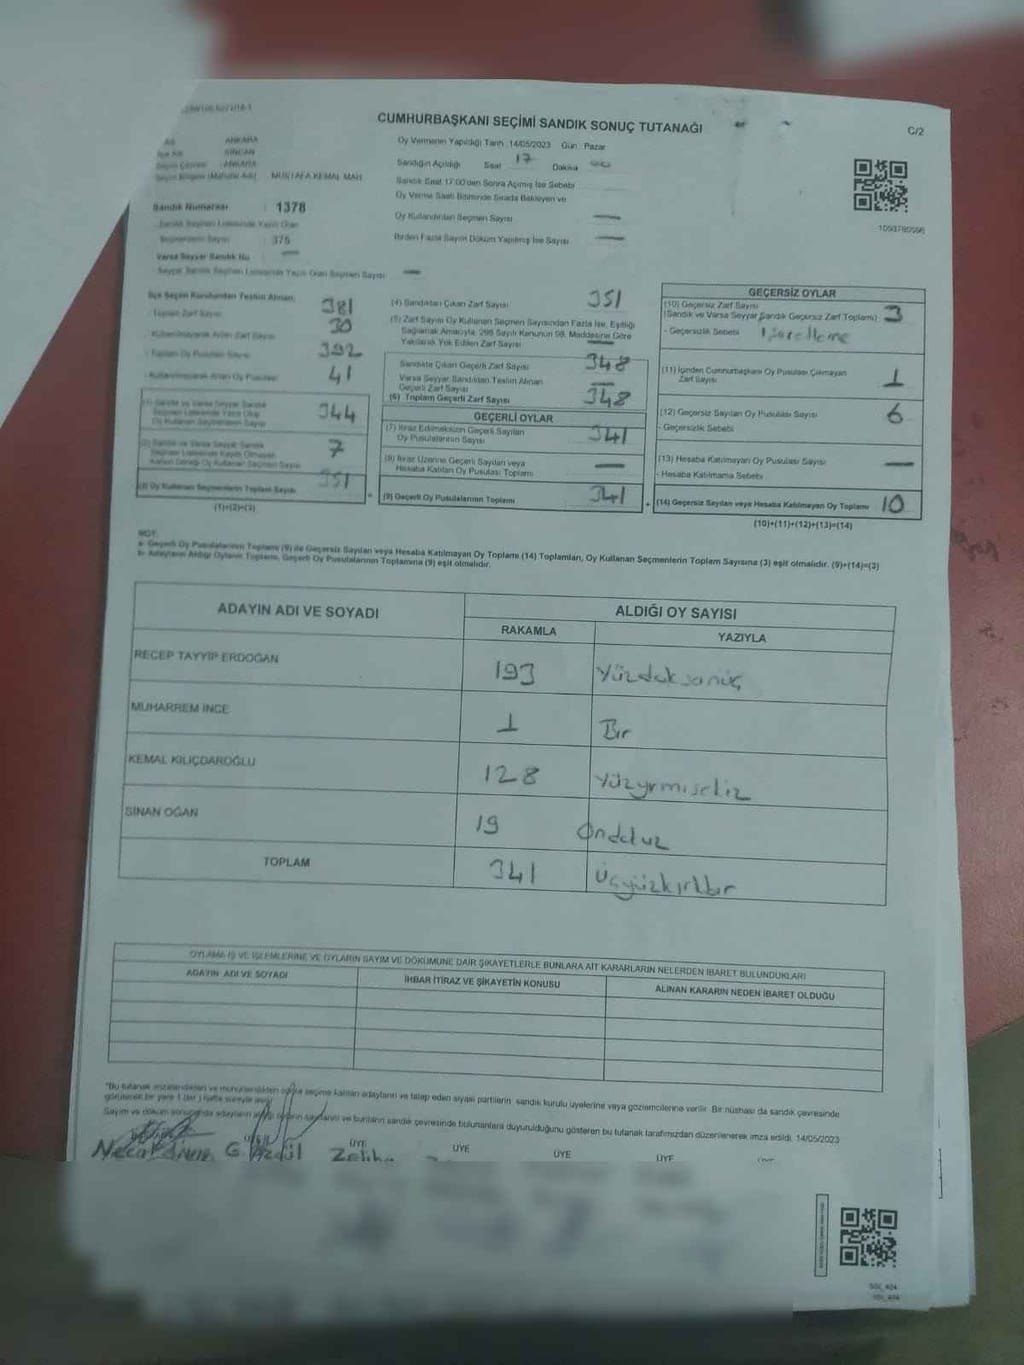 CUMHURBAŞKANI SEÇİMİ SANDIK SONUÇ TUTANAĞI
C/2
ANKARA
SİNCAN
ANKARA
MUSTAFA KEMAL MAH.
Oy Vermenin Yapıldığı Tarih :14/05/2023 Gün : Pazar
Sandığın Açıldığı Saat 17 Dakika
Sandık Saat 17:00'den Sonra Açılmış İse Sebebi
Oy Verme Saati Bitiminde Sırada Bekleyen ve
Oy Kullandırılan Seçmen Sayısı —
Birden Fazla Sayım Döküm Yapılmış İse Sayısı —
Sandık Numarası : 1378
Sandık Seçmen Listesinde Yazılı Olan
Seçmenlerin Sayısı : 375
Varsa Seyyar Sandık No —
Seyyar Sandık Seçmen Listesinde Yazılı Olan Seçmen Sayısı —
1093780996
İlçe Seçim Kurulundan Teslim Alınan;
Toplam Zarf Sayısı 381
Kullanılmayarak Artan Zarf Sayısı 30
Toplam Oy Pusulası Sayısı 392
Kullanılmayarak Artan Oy Pusulası 41
(1) Sandık ve Varsa Seyyar Sandık
Seçmen Listesinde Yazılı Olup
Oy Kullanan Seçmenlerin Sayısı 344
(2) Sandık ve Varsa Seyyar Sandık
Seçmen Listesinde Kayıtlı Olmayan
Kanun Gereği Oy Kullanan Seçmen Sayısı 7
(3) Oy Kullanan Seçmenlerin Toplam Sayısı 351
(1)+(2)=(3)
(4) Sandıktan Çıkan Zarf Sayısı 351
(5) Zarf Sayısı Oy Kullanan Seçmen Sayısından Fazla İse, Eşitliği
Sağlamak Amacıyla, 298 Sayılı Kanunun 98. Maddesine Göre
Yakılarak Yok Edilen Zarf Sayısı —
Sandıkta Çıkan Geçerli Zarf Sayısı 348
Varsa Seyyar Sandıktan Teslim Alınan
Geçerli Zarf Sayısı —
(6) Toplam Geçerli Zarf Sayısı 348
GEÇERLİ OYLAR
(7) İtiraz Edilmeksizin Geçerli Sayılan
Oy Pusulalarının Sayısı 341
(8) İtiraz Üzerine Geçerli Sayılan veya
Hesaba Katılan Oy Pusulası Toplamı —
(9) Geçerli Oy Pusulalarının Toplamı 341
GEÇERSİZ OYLAR
(10) Geçersiz Zarf Sayısı
(Sandık ve Varsa Seyyar Sandık Geçersiz Zarf Toplamı) : 3
- Geçersizlik Sebebi İşaretleme
(11) İçinden Cumhurbaşkanı Oy Pusulası Çıkmayan
Zarf Sayısı 1
(12) Geçersiz Sayılan Oy Pusulası Sayısı 6
- Geçersizlik Sebebi
(13) Hesaba Katılmayan Oy Pusulası Sayısı —
- Hesaba Katılmama Sebebi
(14) Geçersiz Sayılan veya Hesaba Katılmayan Oy Toplamı 10
(10)+(11)+(12)+(13)=(14)
NOT:
a- Geçerli Oy Pusulalarının Toplamı (9) ile Geçersiz Sayılan veya Hesaba Katılmayan Oy Toplamı (14) Toplamları, Oy Kullanan Seçmenlerin Toplam Sayısına (3) eşit olmalıdır. (9)+(14)=(3)
b- Adayların Aldığı Oyların Toplamı, Geçerli Oy Pusulalarının Toplamına (9) eşit olmalıdır.
ADAYIN ADI VE SOYADI
ALDIĞI OY SAYISI
RAKAMLA YAZIYLA
RECEP TAYYİP ERDOĞAN 193 Yüzdoksanüç
MUHARREM İNCE 1 Bir
KEMAL KILIÇDAROĞLU 128 Yüzyirmisekiz
SİNAN OĞAN 19 Ondokuz
TOPLAM 341 Üçyüzkırkbir
OYLAMA İŞ VE İŞLEMLERİNE VE OYLARIN SAYIM VE DÖKÜMÜNE DAİR ŞİKAYETLERLE BUNLARA AİT KARARLARIN NELERDEN İBARET BULUNDUKLARI
ADAYIN ADI VE SOYADI
İHBAR İTİRAZ VE ŞİKAYETİN KONUSU
ALINAN KARARIN NEDEN İBARET OLDUĞU
"Bu tutanak imzalandıktan ve mühürlendikten sonra seçime katılan adayların ve talep eden siyasi partilerin sandık kurulu üyelerine veya gözlemcilerine verilir. Bir nüshası da sandık çevresinde
görülecek bir yere 1 (bir) hafta süreyle asılır.
Sayım ve döküm sonucunda adayların aldığı oyların sayılarını ve bunların sandık çevresinde bulunanlara duyurulduğunu gösteren bu tutanak tarafımızdan düzenlenerek imza edildi. 14/05/2023
ÜYE ÜYE ÜYE ÜYE
Zeliha